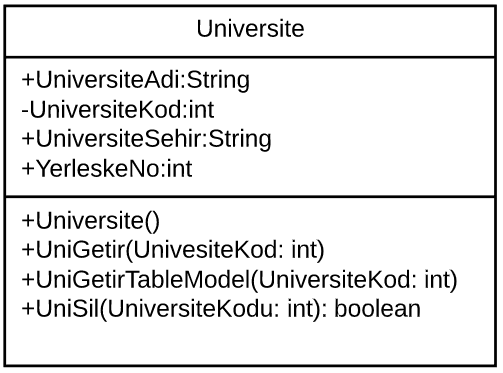 Universite
+UniversiteAdi:String
-UniversiteKod:int
+UniversiteSehir:String
+YerleskeNo:int
+Universite()
+UniGetir(UnivesiteKod: int)
+UniGetirTableModel(UniversiteKod: int)
+UniSil(UniversiteKodu: int): boolean